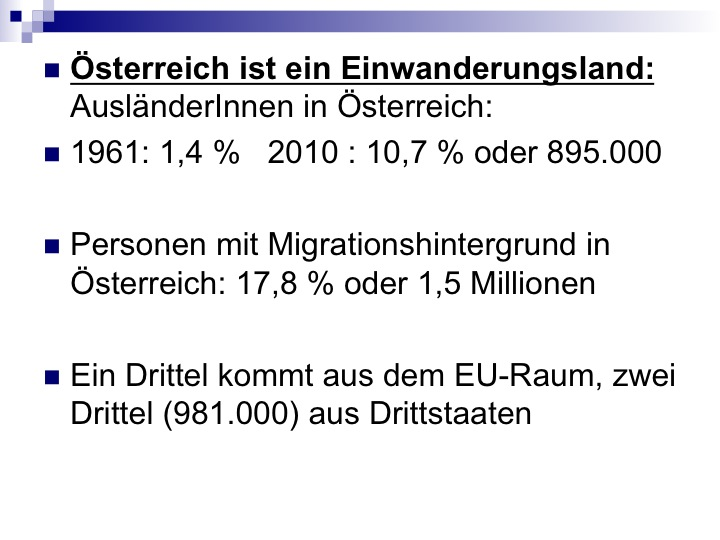 Österreich ist ein Einwanderungsland:
AusländerInnen in Österreich:
1961: 1,4 %   2010 : 10,7 % oder 895.000
Personen mit Migrationshintergrund in
Österreich: 17,8 % oder 1,5 Millionen
Ein Drittel kommt aus dem EU-Raum, zwei
Drittel (981.000) aus Drittstaaten